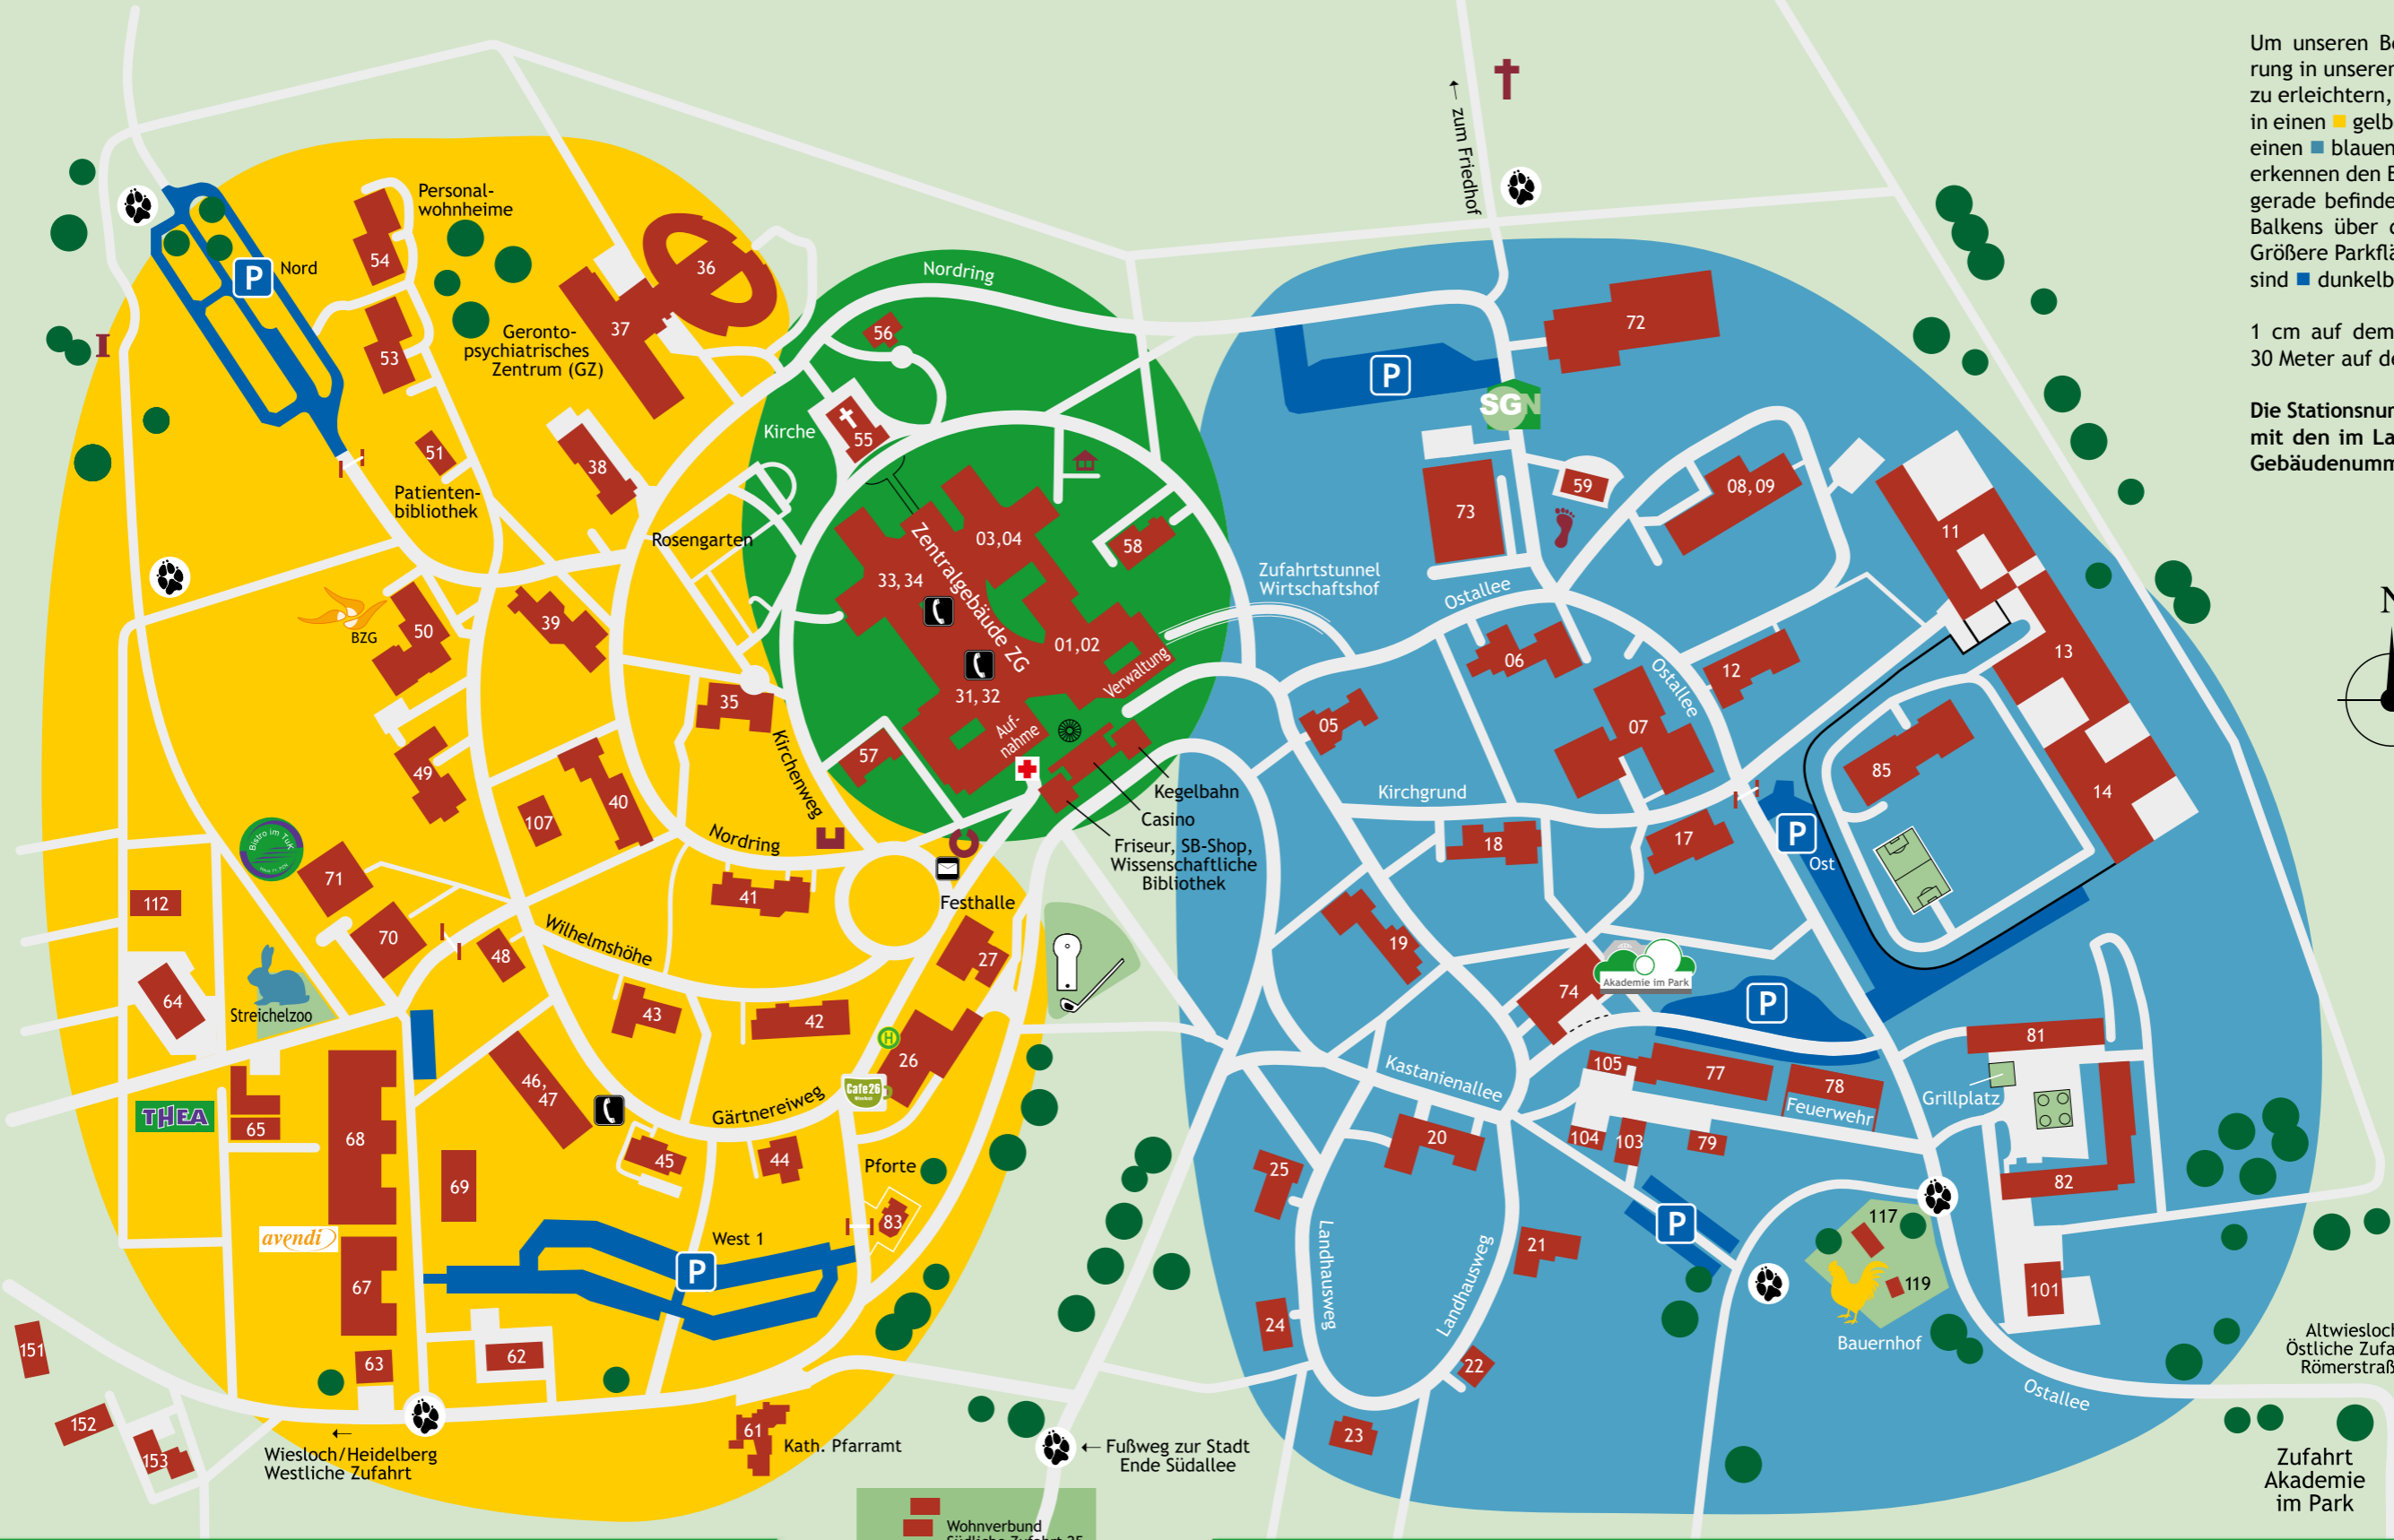 Um unseren Be
rung in unserer
zu erleichtern,
in einen gelb
einen blauen
erkennen den B
gerade befinde
Balkens über d
Größere Parkflä
sind dunkelb
1 cm auf dem
30 Meter auf de
Die Stationsnur
mit den im La
Gebäudenumm
N
← zum Friedhof
Personal-
wohnheime
54
P Nord
53
Geronto-
psychiatrisches
Zentrum (GZ)
36
37
38
51
Patienten-
bibliothek
Nordring
56
Kirche
55
Rosengarten
Zentralgebäude ZG
03,04
33,34
01,02
31,32
Verwaltung
Auf-
nahme
58
57
Kegelbahn
Casino
Friseur, SB-Shop,
Wissenschaftliche
Bibliothek
Zufahrtstunnel
Wirtschaftshof
P
72
SGN
73
59
08,09
11
13
14
Ostallee
06
12
Ostallee
07
05
85
Kirchgrund
18
17
P
Ost
19
74
Akademie im Park
P
BZG
50
39
49
35
Kirchenweg
40
107
Nordring
Bistro im TuK
71
70
112
41
Festhalle
27
48
Wilhelmshöhe
64
Streichelzoo
43
42
H
26
Cafe26
46,
47
Gärtnereiweg
THEA
65
68
45
44
Pforte
69
83
avendi
67
West 1
P
63
62
61
Kath. Pfarramt
151
152
153
←
Wiesloch/Heidelberg
Westliche Zufahrt
← Fußweg zur Stadt
Ende Südallee
Wohnverbund
Südliche Zufahrt 25
Kastanienallee
105
77
78
Feuerwehr
104
103
79
20
25
21
24
22
23
Landhausweg
Landhausweg
P
81
Grillplatz
82
101
117
119
Bauernhof
Ostallee
Altwiesloch
Östliche Zufa
Römerstraß
Zufahrt
Akademie
im Park